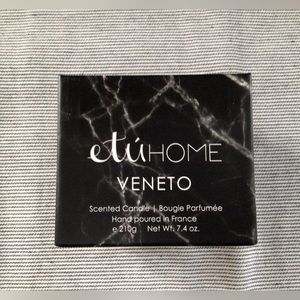 etúHOME
VENETO
Scented Candle | Bougie Parfumée
Hand poured in France
e 210g Net Wt. 7.4 oz.